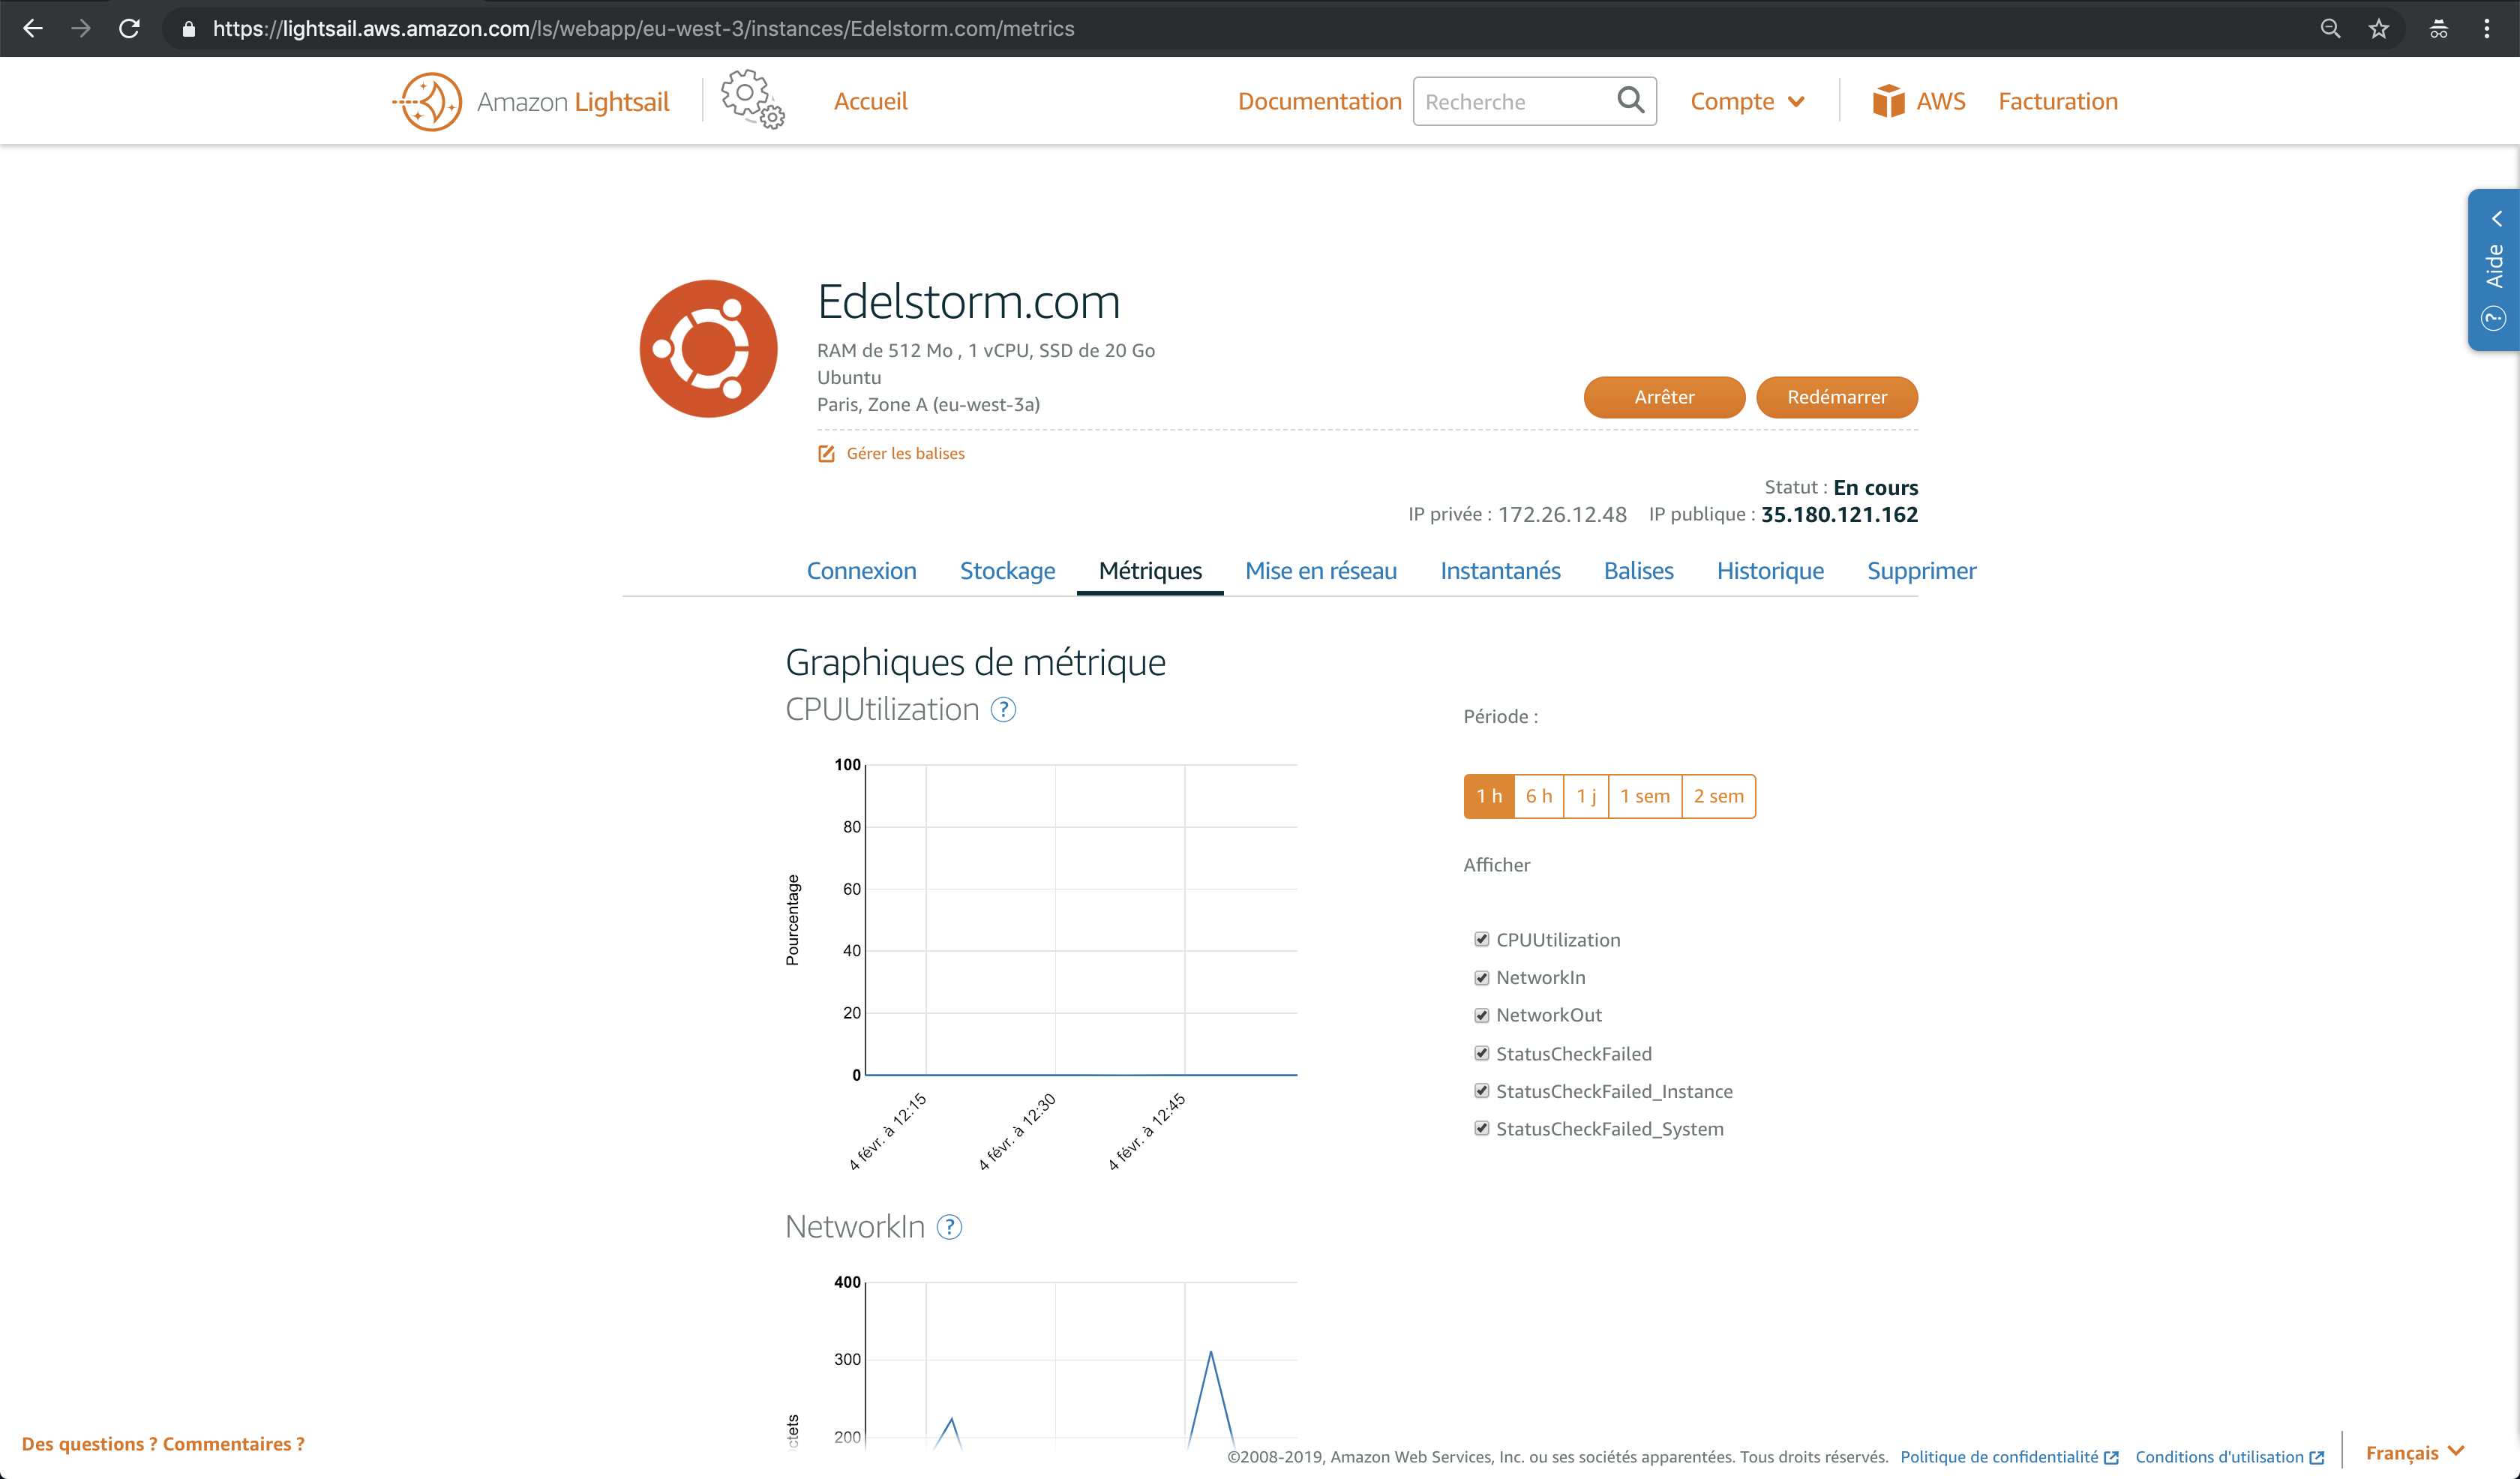 https://lightsail.aws.amazon.com/ls/webapp/eu-west-3/instances/Edelstorm.com/metrics
Amazon Lightsail
Accueil
Documentation
Recherche
Compte
AWS
Facturation
Aide
Edelstorm.com
RAM de 512 Mo , 1 vCPU, SSD de 20 Go
Ubuntu
Paris, Zone A (eu-west-3a)
Arrêter
Redémarrer
Gérer les balises
Statut : En cours
IP privée : 172.26.12.48 IP publique : 35.180.121.162
Connexion Stockage Métriques Mise en réseau Instantanés Balises Historique Supprimer
Graphiques de métrique
CPUUtilization ?
Pourcentage
100
80
60
40
20
0
4 févr. à 12:15
4 févr. à 12:30
4 févr. à 12:45
Période :
1 h 6 h 1 j 1 sem 2 sem
Afficher
CPUUtilization
NetworkIn
NetworkOut
StatusCheckFailed
StatusCheckFailed_Instance
StatusCheckFailed_System
NetworkIn ?
400
300
200
Des questions ? Commentaires ?
©2008-2019, Amazon Web Services, Inc. ou ses sociétés apparentées. Tous droits réservés. Politique de confidentialité Conditions d'utilisation
Français